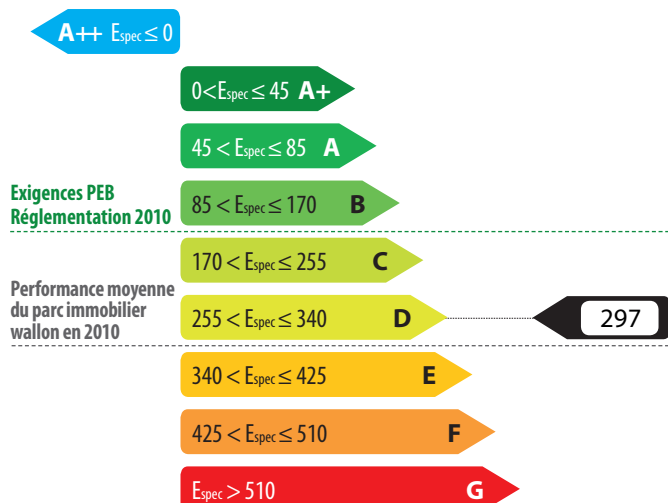 A++ Espec ≤ 0
0<Espec ≤ 45 A+
45 < Espec ≤ 85 A
Exigences PEB
Réglementation 2010
85 < Espec ≤ 170 B
170 < Espec ≤ 255 C
Performance moyenne
du parc immobilier
wallon en 2010
255 < Espec ≤ 340 D
297
340 < Espec ≤ 425 E
425 < Espec ≤ 510 F
Espec > 510 G